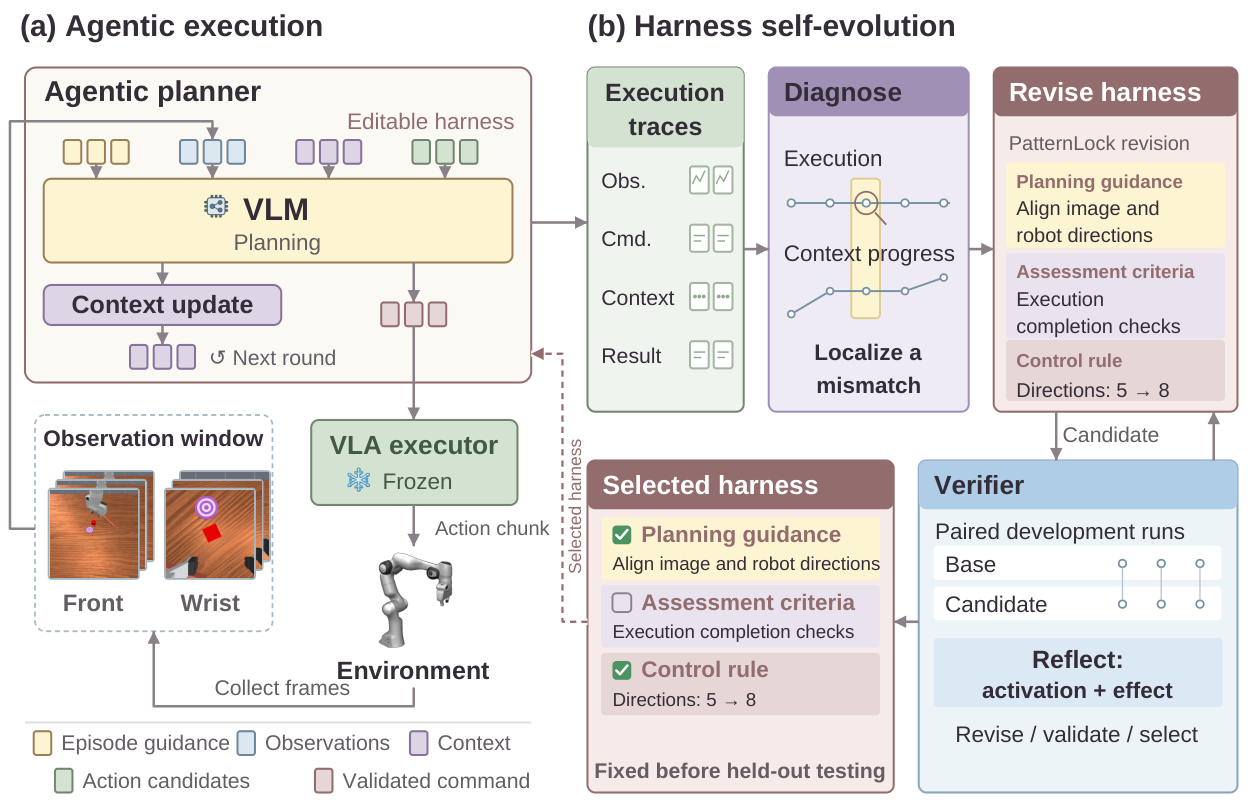 (a) Agentic execution
Agentic planner
Editable harness
VLM
Planning
Context update
↺ Next round
Observation window
Front
Wrist
VLA executor
Frozen
Action chunk
Environment
Collect frames
Episode guidance
Observations
Context
Action candidates
Validated command
Selected harness
(b) Harness self-evolution
Execution
traces
Obs.
Cmd.
Context
Result
Diagnose
Execution
Context progress
Localize a
mismatch
Revise harness
PatternLock revision
Planning guidance
Align image and
robot directions
Assessment criteria
Execution
completion checks
Control rule
Directions: 5 → 8
Candidate
Selected harness
Planning guidance
Align image and robot directions
Assessment criteria
Execution completion checks
Control rule
Directions: 5 → 8
Fixed before held-out testing
Verifier
Paired development runs
Base
Candidate
Reflect:
activation + effect
Revise / validate / select